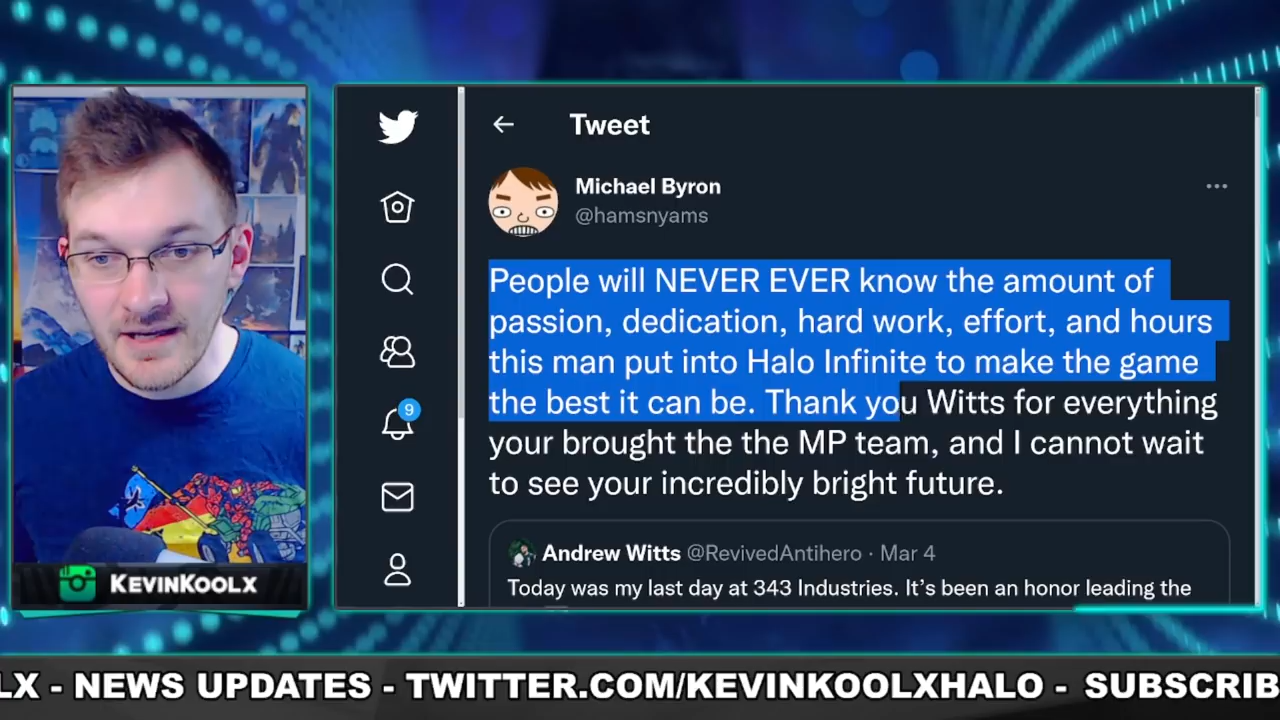 Tweet
Michael Byron
@hamsnyams
People will NEVER EVER know the amount of
passion, dedication, hard work, effort, and hours
this man put into Halo Infinite to make the game
the best it can be. Thank you Witts for everything
your brought the the MP team, and I cannot wait
to see your incredibly bright future.
9
Andrew Witts @RevivedAntihero · Mar 4
Today was my last day at 343 Industries. It's been an honor leading the
KEVINKOOLX
LX - NEWS UPDATES - TWITTER.COM/KEVINKOOLXHALO - SUBSCRIB